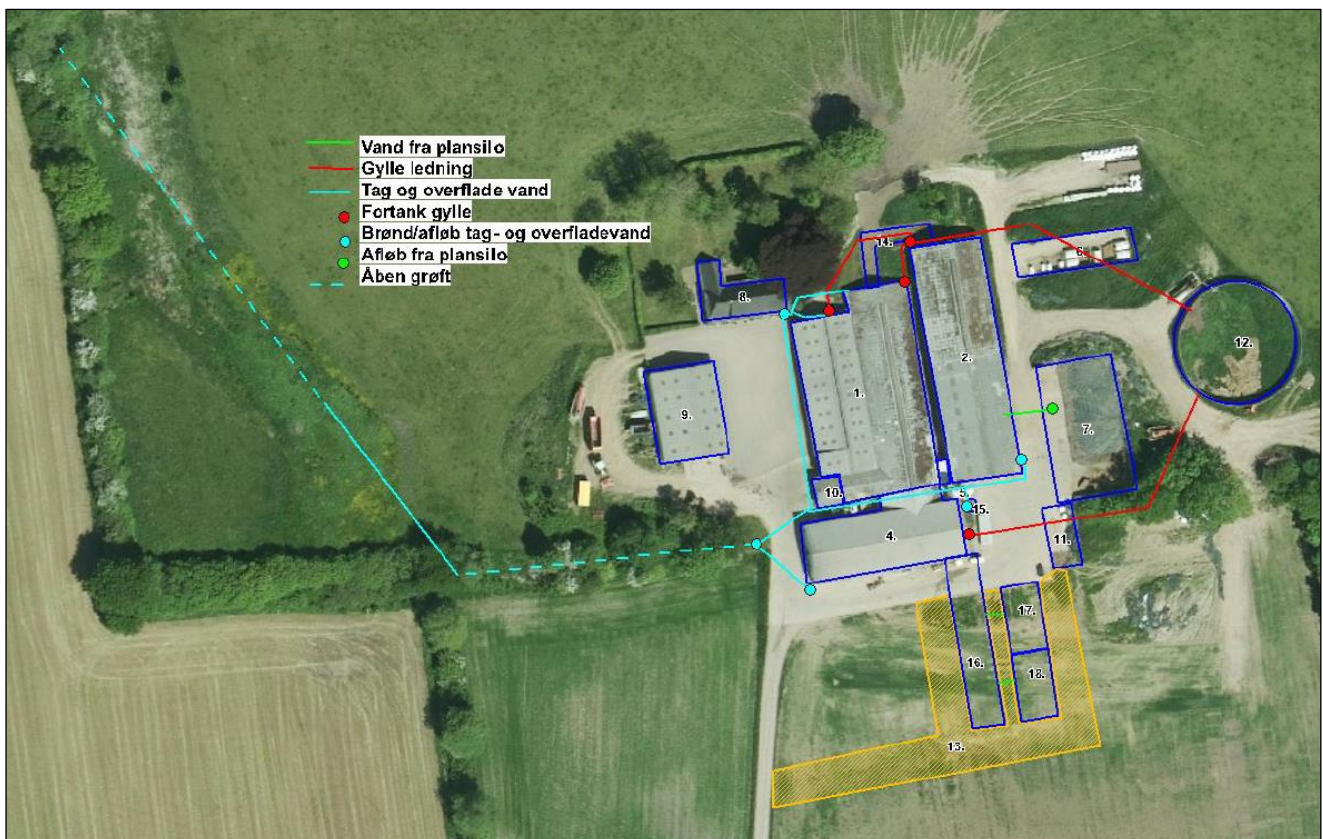 Vand fra plansilo
Gylle ledning
Tag og overflade vand
Fortank gylle
Brønd/afløb tag- og overfladevand
Afløb fra plansilo
Åben grøft
14.
6.
8.
12.
2.
1.
9.
7.
10.
5.
15.
4.
11.
17.
16.
18.
13.